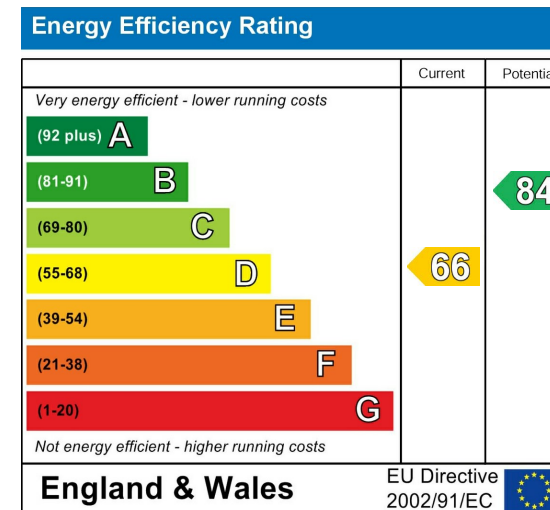 Energy Efficiency Rating
Current Potentia
Very energy efficient - lower running costs
(92 plus) A
(81-91) B
84
(69-80) C
(55-68) D
66
(39-54) E
(21-38) F
(1-20) G
Not energy efficient - higher running costs
England & Wales
EU Directive
2002/91/EC